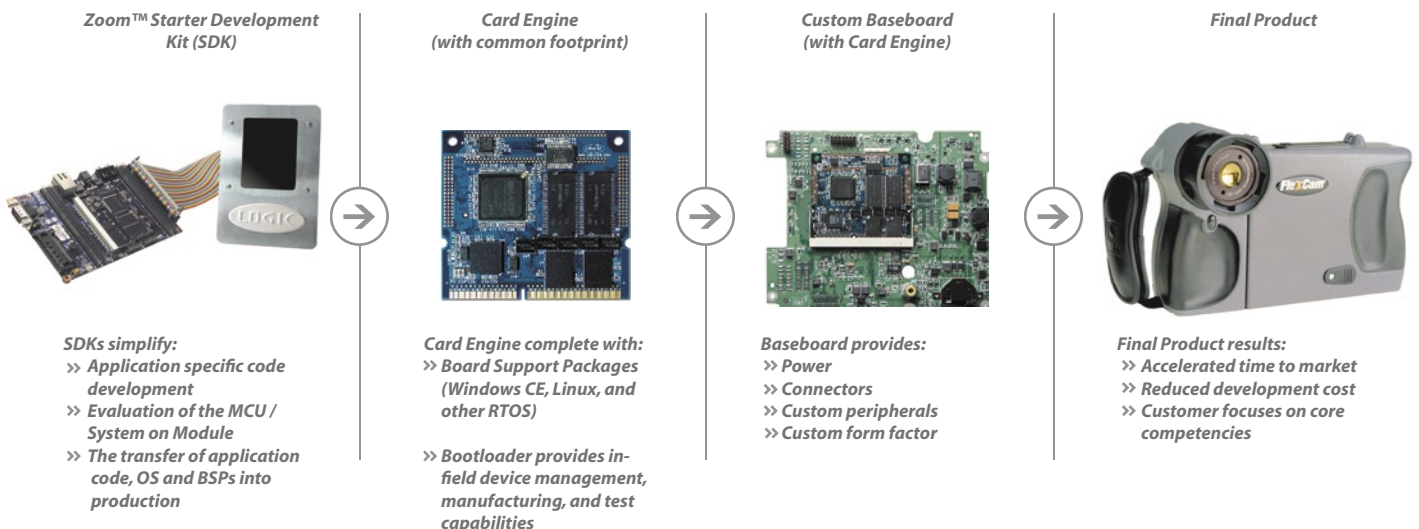 Zoom™ Starter Development
Kit (SDK)
Card Engine
(with common footprint)
Custom Baseboard
(with Card Engine)
Final Product
LOGIC
FlexCam
SDKs simplify:
» Application specific code
development
» Evaluation of the MCU /
System on Module
» The transfer of application
code, OS and BSPs into
production
Card Engine complete with:
» Board Support Packages
(Windows CE, Linux, and
other RTOS)
» Bootloader provides in-
field device management,
manufacturing, and test
capabilities
Baseboard provides:
» Power
» Connectors
» Custom peripherals
» Custom form factor
Final Product results:
» Accelerated time to market
» Reduced development cost
» Customer focuses on core
competencies